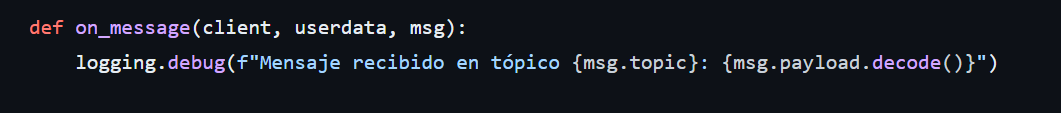 def on_message(client, userdata, msg):
    logging.debug(f"Mensaje recibido en tópico {msg.topic}: {msg.payload.decode()}")